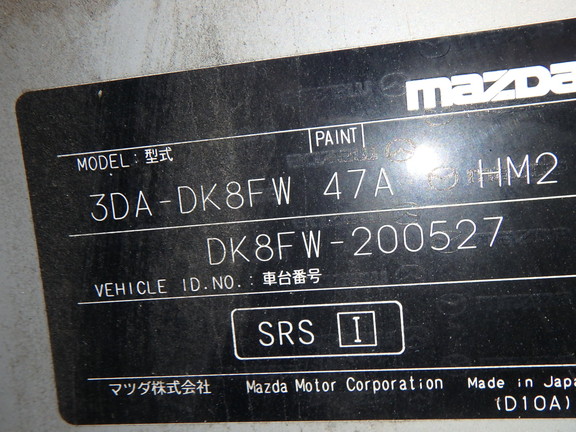 mazda
PAINT
MODEL: 型式
3DA-DK8FW 47A HM2
DK8FW-200527
VEHICLE ID.NO.: 車台番号
SRS I
マツダ株式会社 Mazda Motor Corporation Made in Japa
(D10A)